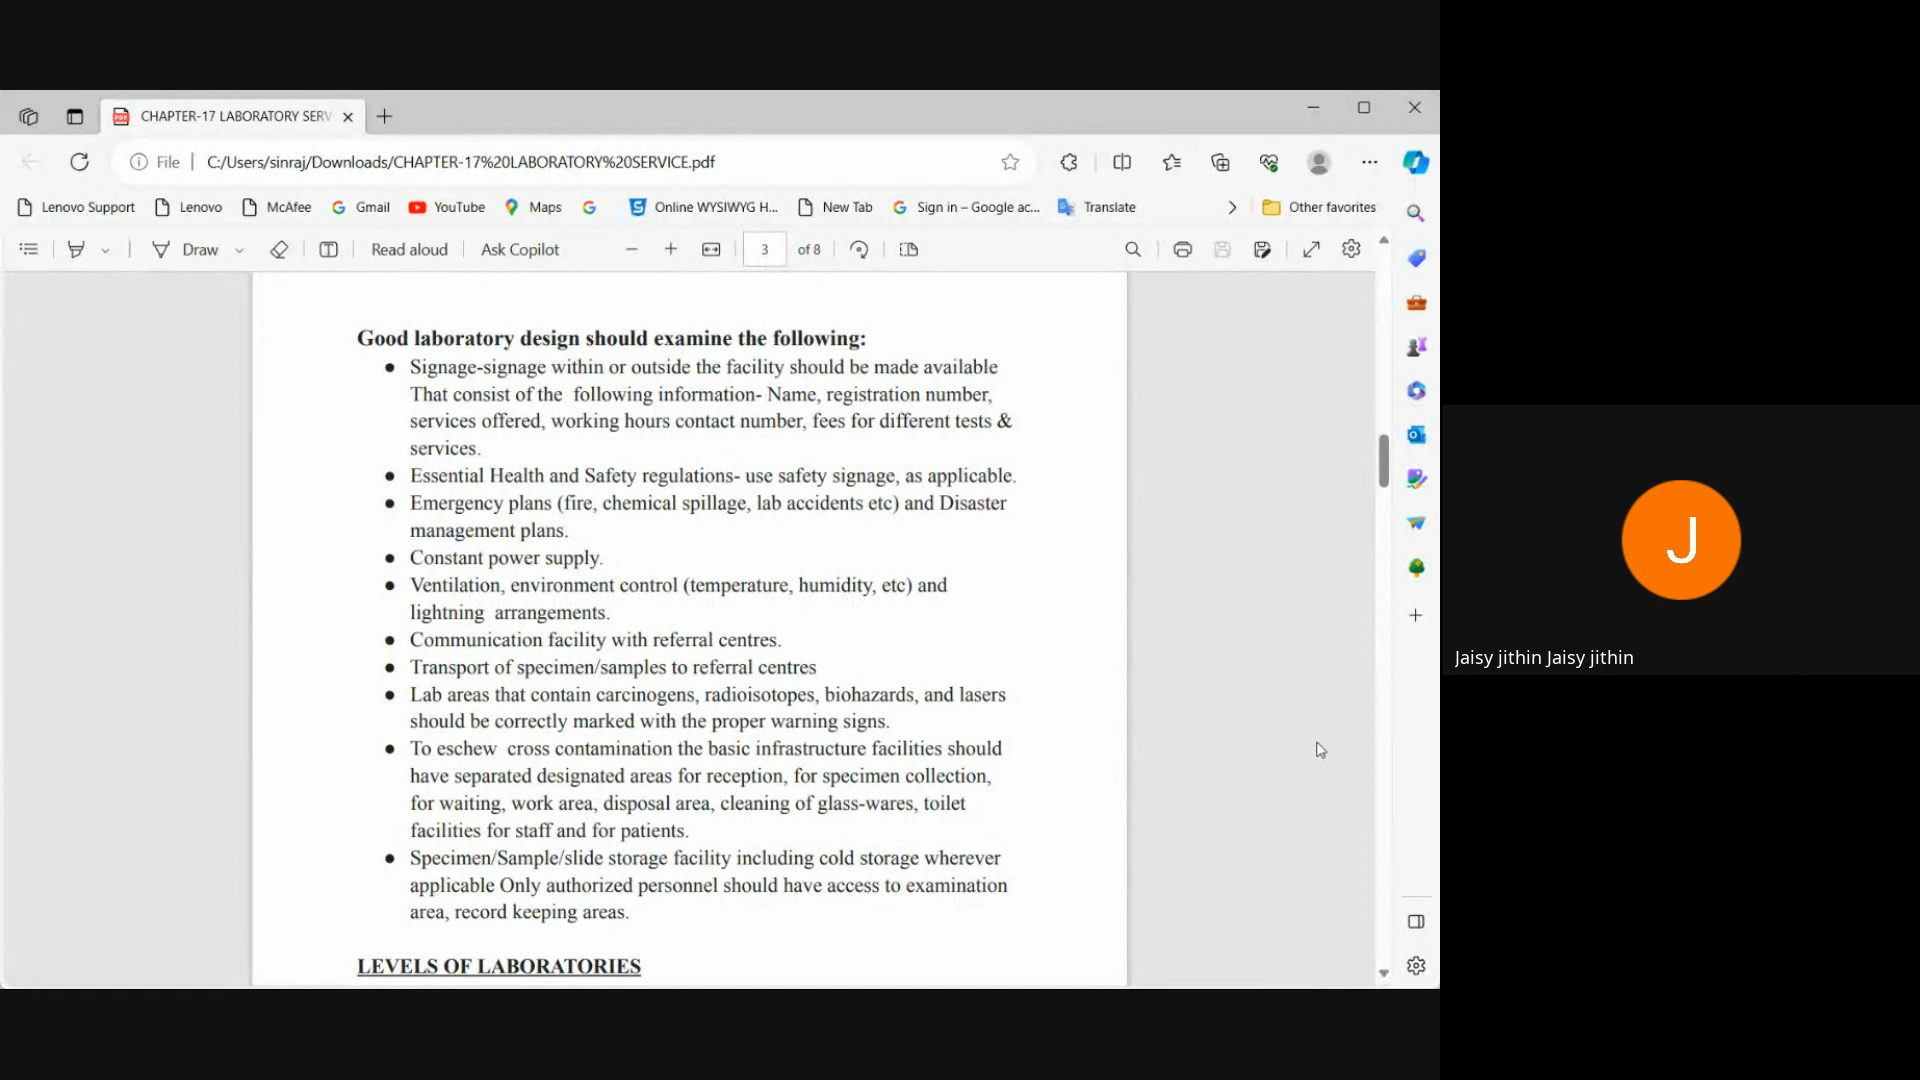 CHAPTER-17 LABORATORY SERV
File
C:/Users/sinraj/Downloads/CHAPTER-17%20LABORATORY%20SERVICE.pdf
Lenovo Support
Lenovo
McAfee
Gmail
YouTube
Maps
Online WYSIWYG H...
New Tab
Sign in – Google ac...
Translate
Other favorites
Draw
Read aloud
Ask Copilot
3
of 8
Good laboratory design should examine the following:
● Signage-signage within or outside the facility should be made available
That consist of the following information- Name, registration number,
services offered, working hours contact number, fees for different tests &
services.
● Essential Health and Safety regulations- use safety signage, as applicable.
● Emergency plans (fire, chemical spillage, lab accidents etc) and Disaster
management plans.
● Constant power supply.
● Ventilation, environment control (temperature, humidity, etc) and
lightning arrangements.
● Communication facility with referral centres.
● Transport of specimen/samples to referral centres
● Lab areas that contain carcinogens, radioisotopes, biohazards, and lasers
should be correctly marked with the proper warning signs.
● To eschew cross contamination the basic infrastructure facilities should
have separated designated areas for reception, for specimen collection,
for waiting, work area, disposal area, cleaning of glass-wares, toilet
facilities for staff and for patients.
● Specimen/Sample/slide storage facility including cold storage wherever
applicable Only authorized personnel should have access to examination
area, record keeping areas.
LEVELS OF LABORATORIES
J
Jaisy jithin Jaisy jithin